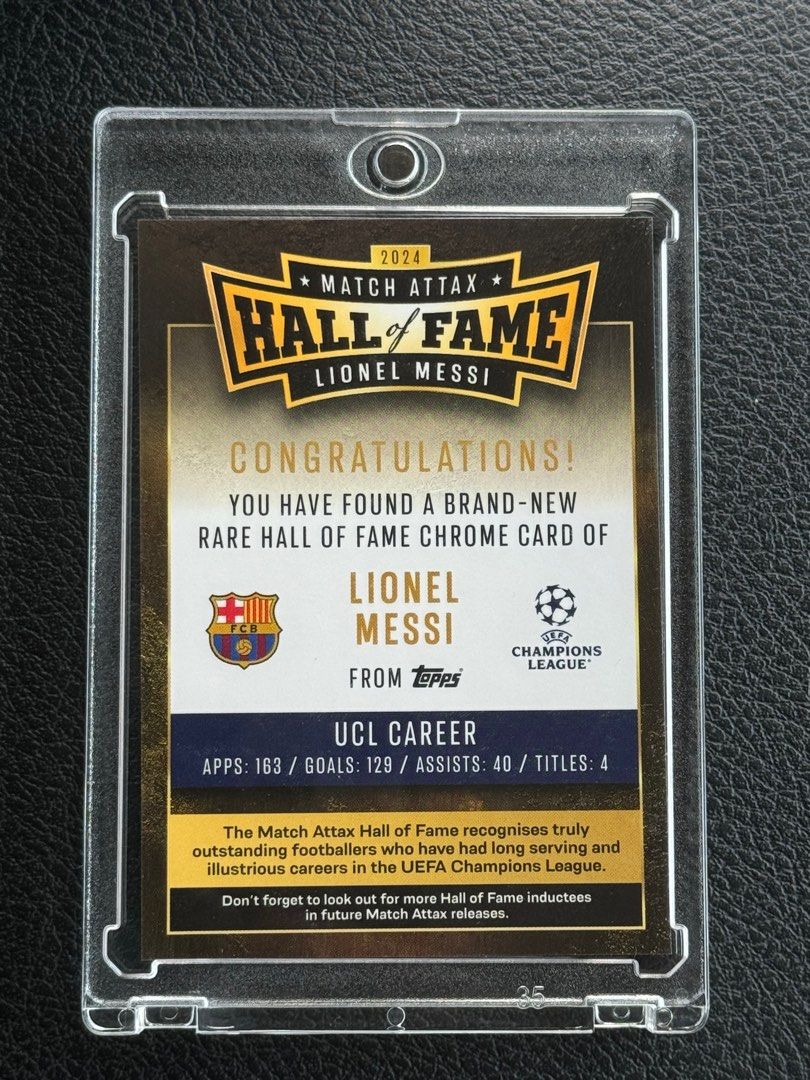 2024
★ MATCH ATTAX ★
HALL of FAME
LIONEL MESSI
CONGRATULATIONS!
YOU HAVE FOUND A BRAND-NEW
RARE HALL OF FAME CHROME CARD OF
LIONEL
MESSI
FCB
UEFA
CHAMPIONS
LEAGUE®
FROM Topps®
UCL CAREER
APPS: 163 / GOALS: 129 / ASSISTS: 40 / TITLES: 4
The Match Attax Hall of Fame recognises truly
outstanding footballers who have had long serving and
illustrious careers in the UEFA Champions League.
Don't forget to look out for more Hall of Fame inductees
in future Match Attax releases.
35